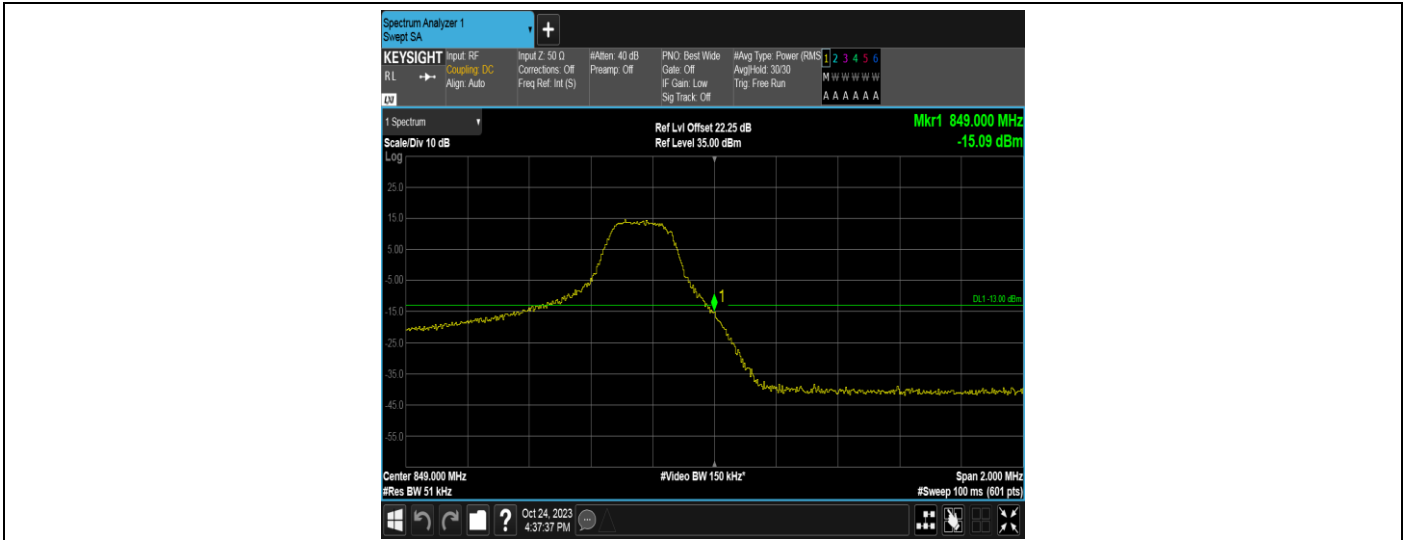 Spectrum Analyzer 1
Swept SA
+
KEYSIGHT Input: RF Input Z: 50 Ω #Atten: 40 dB PNO: Best Wide #Avg Type: Power (RMS 1 2 3 4 5 6
RL Coupling: DC Corrections: Off Preamp: Off Gate: Off Avg|Hold: 30/30 M W W W W W
Align: Auto Freq Ref: Int (S) IF Gain: Low Trig: Free Run
LXI Sig Track: Off A A A A A A
1 Spectrum Ref Lvl Offset 22.25 dB Mkr1 849.000 MHz
Scale/Div 10 dB Ref Level 35.00 dBm -15.09 dBm
Log
25.0
15.0
5.00
-5.00
1
DL1 -13.00 dBm
-15.0
-25.0
-35.0
-45.0
-55.0
Center 849.000 MHz #Video BW 150 kHz* Span 2.000 MHz
#Res BW 51 kHz #Sweep 100 ms (601 pts)
? Oct 24, 2023
4:37:37 PM